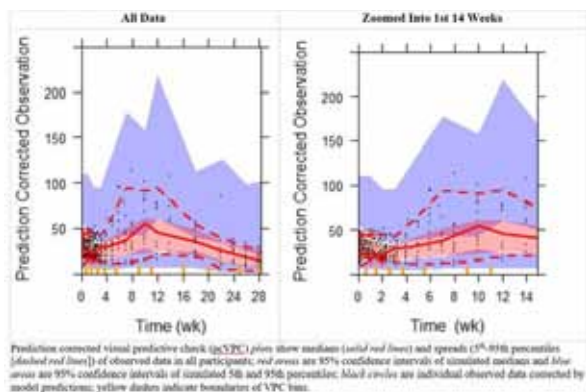 All Data
Zoomed Into 1st 14 Weeks
Prediction Corrected Observation
200
150
100
50
0 4 8 12 16 20 24 28
Time (wk)
Prediction Corrected Observation
200
150
100
50
0 2 4 6 8 10 12 14
Time (wk)
Prediction corrected visual predictive check (pcVPC) plots show medians (solid red lines) and spreads (5th-95th percentiles
[dashed red lines]) of observed data in all participants; red areas are 95% confidence intervals of simulated medians and blue
areas are 95% confidence intervals of simulated 5th and 95th percentiles; black circles are individual observed data corrected by
model predictions; yellow dashes indicate boundaries of VPC bins.